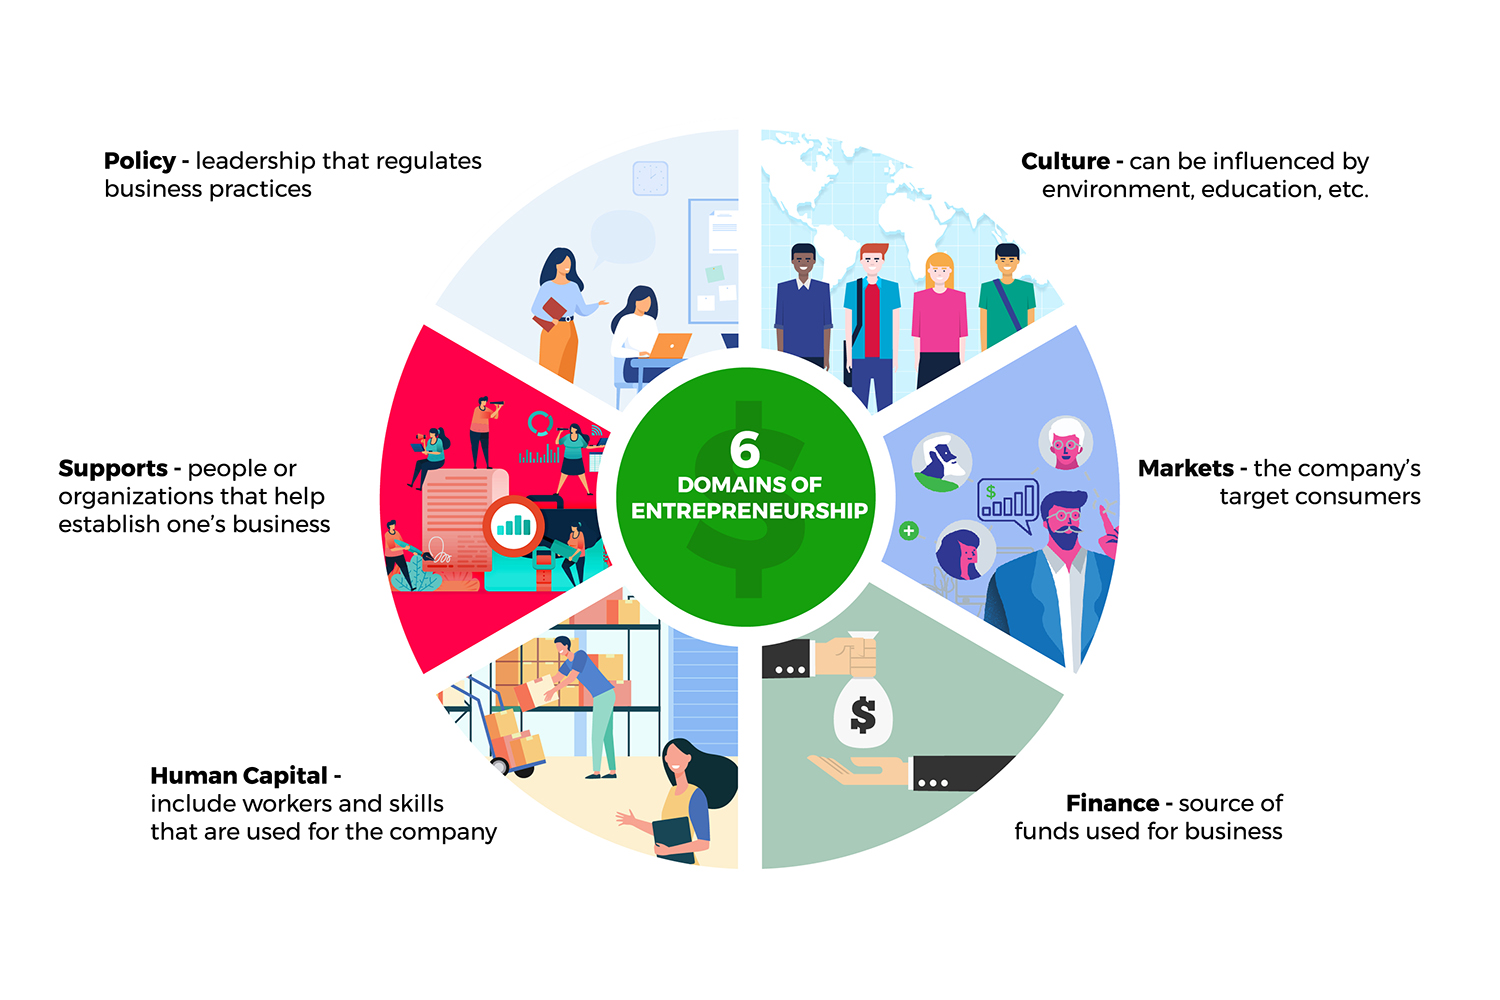 Policy - leadership that regulates
business practices
Culture - can be influenced by
environment, education, etc.
Supports - people or
organizations that help
establish one's business
6
DOMAINS OF
ENTREPRENEURSHIP
$
Markets - the company's
target consumers
Human Capital -
include workers and skills
that are used for the company
$
Finance - source of
funds used for business